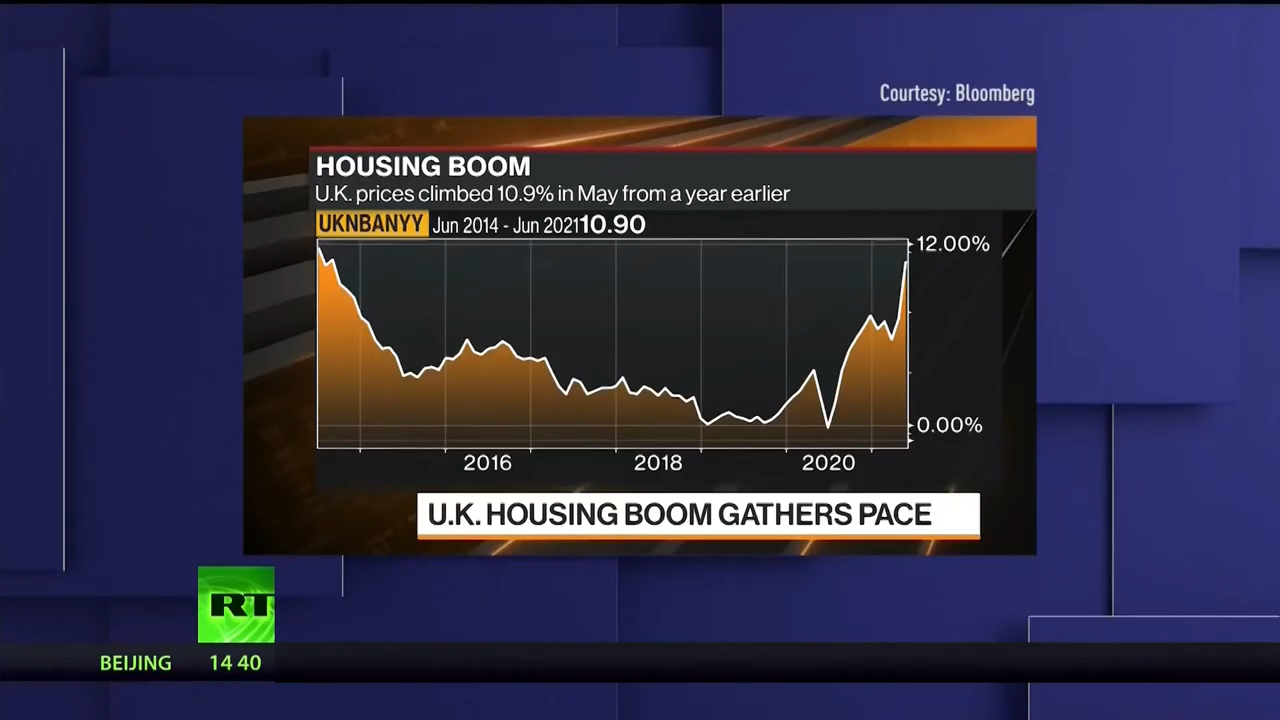 Courtesy: Bloomberg
HOUSING BOOM
U.K. prices climbed 10.9% in May from a year earlier
UKNBANYY Jun 2014 - Jun 2021 10.90
12.00%
0.00%
2016 2018 2020
U.K. HOUSING BOOM GATHERS PACE
RT
BEIJING 14 40